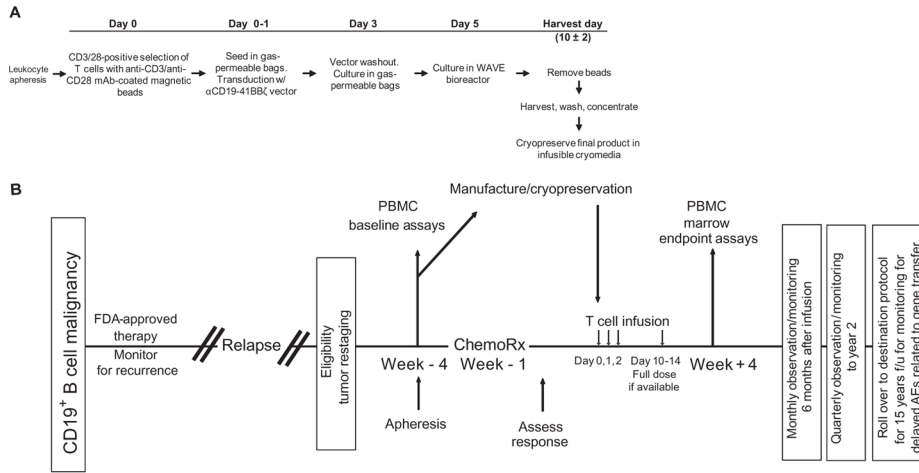 A
Day 0
Day 0-1
Day 3
Day 5
Harvest day
(10 ± 2)
Leukocyte
apheresis
CD3/28-positive selection of
T cells with anti-CD3/anti-
CD28 mAb-coated magnetic
beads
Seed in gas-
permeable bags.
Transduction w/
αCD19-41BBζ vector
Vector washout.
Culture in gas-
permeable bags
Culture in WAVE
bioreactor
Remove beads
Harvest, wash, concentrate
Cryopreserve final product in
infusible cryomedia
B
CD19+ B cell malignancy
FDA-approved
therapy
Monitor
for recurrence
Relapse
Eligibility
tumor restaging
PBMC
baseline assays
Manufacture/cryopreservation
Week - 4
Apheresis
ChemoRx
Week - 1
Assess
response
T cell infusion
Day 0,1,2
Day 10-14
Full dose
if available
PBMC
marrow
endpoint assays
Week + 4
Monthly observation/monitoring
6 months after infusion
Quarterly observation/monitoring
to year 2
Roll over to destination protocol
for 15 years f/u for monitoring for
delayed AEs related to gene transfer